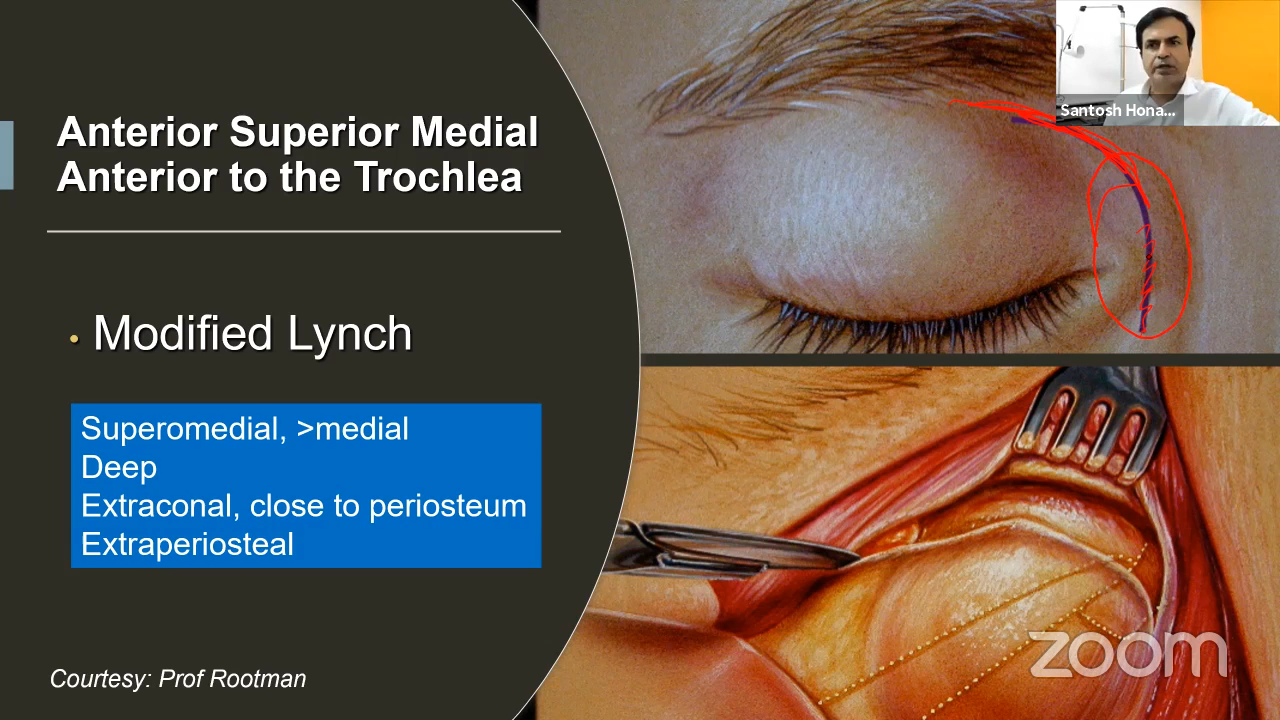 Anterior Superior Medial
Anterior to the Trochlea
• Modified Lynch
Superomedial, >medial
Deep
Extraconal, close to periosteum
Extraperiosteal
Courtesy: Prof Rootman
Santosh Hona...
zoom